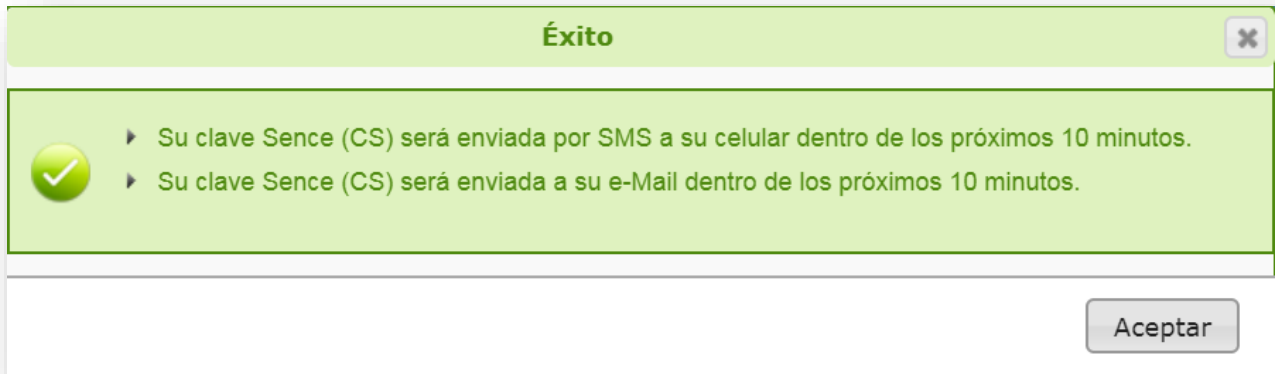 Éxito
Su clave Sence (CS) será enviada por SMS a su celular dentro de los próximos 10 minutos.
Su clave Sence (CS) será enviada a su e-Mail dentro de los próximos 10 minutos.
Aceptar